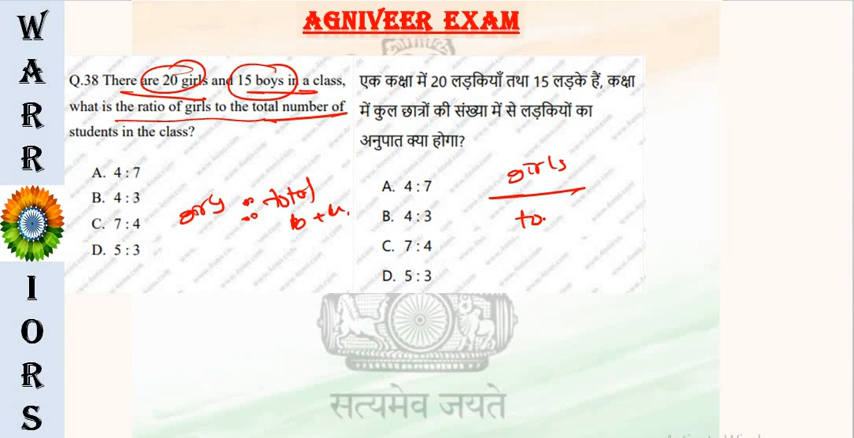 AGNIVEER EXAM
WARR
IORS
Q.38 There are 20 girls and 15 boys in a class,
what is the ratio of girls to the total number of
students in the class?
A. 4 : 7
B. 4 : 3
C. 7 : 4
D. 5 : 3
एक कक्षा में 20 लड़कियाँ तथा 15 लड़के हैं, कक्षा
में कुल छात्रों की संख्या में से लड़कियों का
अनुपात क्या होगा?
A. 4 : 7
B. 4 : 3
C. 7 : 4
D. 5 : 3
: total
girls
to
सत्यमेव जयते